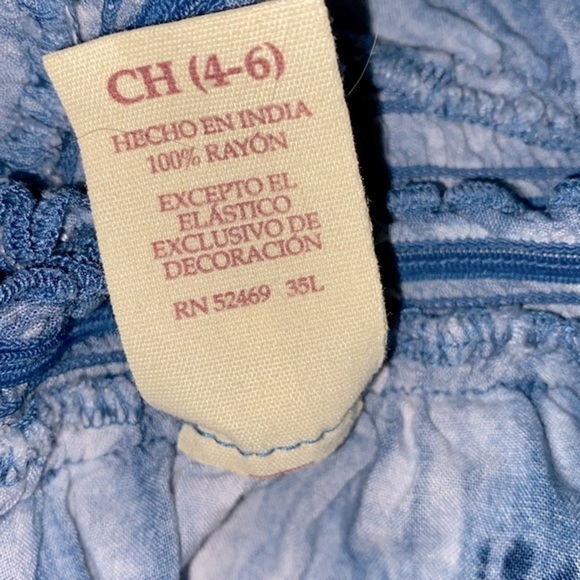 CH (4-6)
HECHO EN INDIA
100% RAYÓN
EXCEPTO EL
ELÁSTICO
EXCLUSIVO DE
DECORACIÓN
RN 52469 35L